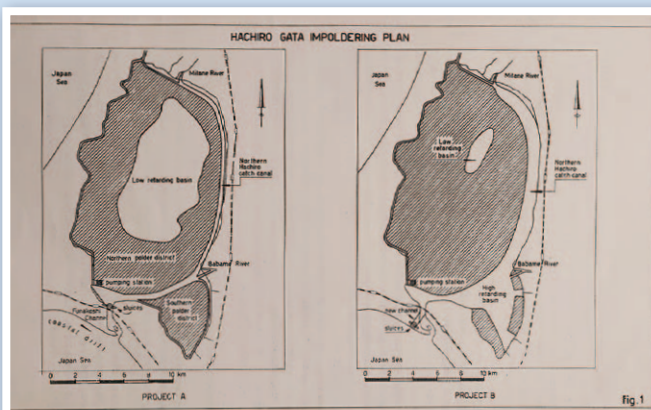 HACHIRO GATA IMPOLDERING PLAN
Japan
Sea
Mitane River
Low retarding basin
Northern
Hachiro
catch-canal
Northern polder district
Babame River
pumping station
Southern
polder
district
sluices
Funakoshi
Channel
COASTAL DRIFT
Japan Sea
0 2 4 6 8 10 km
PROJECT A
Japan
Sea
Mitane River
Low
retarding
basin
Northern
Hachiro
catch-canal
Babame River
pumping station
High
retarding
basin
new channel
sluices
Japan
Sea
0 2 4 6 8 10 km
PROJECT B
Fig.1